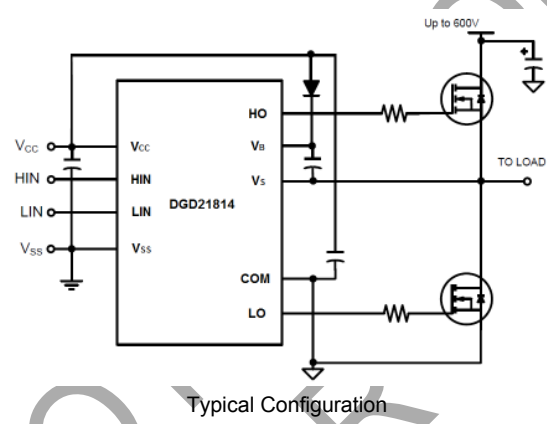 Up to 600V
+
HO
VCC
Vcc
VB
TO LOAD
HIN
HIN
VS
LIN
LIN
DGD21814
VSS
Vss
COM
LO
Typical Configuration